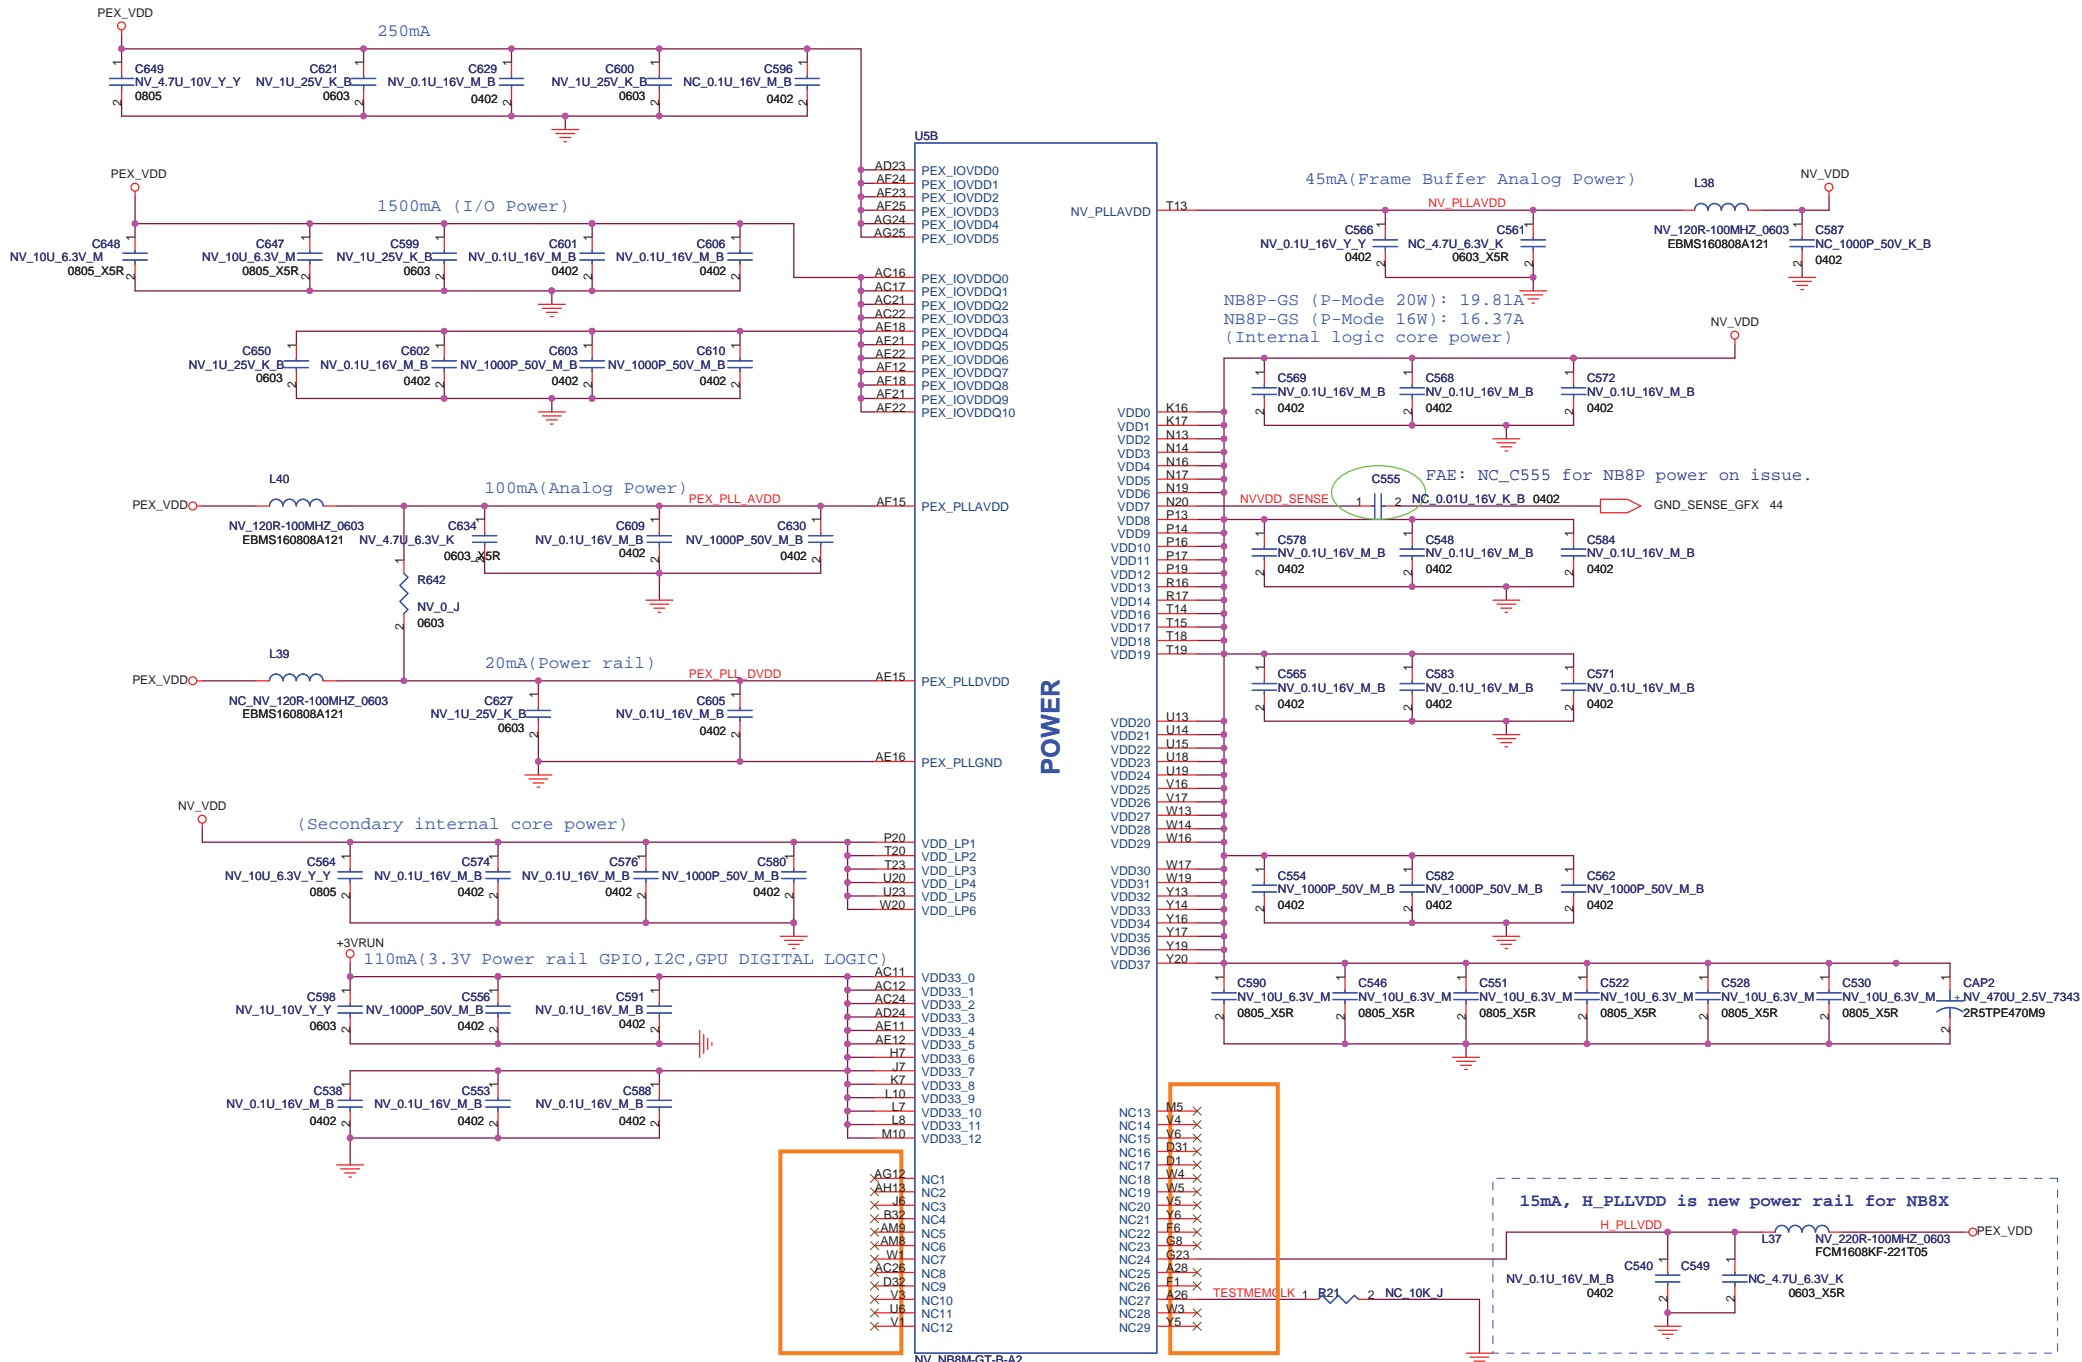 PEX_VDD
250mA
C649
NV_4.7U_10V_Y_Y
0805
C621
NV_1U_25V_K_B
0603
C629
NV_0.1U_16V_M_B
0402
C600
NV_1U_25V_K_B
0603
C596
NC_0.1U_16V_M_B
0402
PEX_VDD
1500mA (I/O Power)
C648
NV_10U_6.3V_M
0805_X5R
C647
NV_10U_6.3V_M
0805_X5R
C599
NV_1U_25V_K_B
0603
C601
NV_0.1U_16V_M_B
0402
C606
NV_0.1U_16V_M_B
0402
C650
NV_1U_25V_K_B
0603
C602
NV_0.1U_16V_M_B
0402
C603
NV_1000P_50V_M_B
0402
C610
NV_1000P_50V_M_B
0402
L40
PEX_VDD
NV_120R-100MHZ_0603
EBMS160808A121
100mA(Analog Power)
PEX_PLL_AVDD
C634
NV_4.7U_6.3V_K
0603_X5R
C609
NV_0.1U_16V_M_B
0402
C630
NV_1000P_50V_M_B
0402
1
R642
NV_0_J
0603
2
L39
PEX_VDD
NC_NV_120R-100MHZ_0603
EBMS160808A121
20mA(Power rail)
PEX_PLL_DVDD
C627
NV_1U_25V_K_B
0603
C605
NV_0.1U_16V_M_B
0402
NV_VDD
(Secondary internal core power)
C564
NV_10U_6.3V_Y_Y
0805
C574
NV_0.1U_16V_M_B
0402
C576
NV_0.1U_16V_M_B
0402
C580
NV_1000P_50V_M_B
0402
+3VRUN
110mA(3.3V Power rail GPIO,I2C,GPU DIGITAL LOGIC)
C598
NV_1U_10V_Y_Y
0603
C556
NV_1000P_50V_M_B
0402
C591
NV_0.1U_16V_M_B
0402
C538
NV_0.1U_16V_M_B
0402
C553
NV_0.1U_16V_M_B
0402
C588
NV_0.1U_16V_M_B
0402
U5B
AD23 PEX_IOVDD0
AF24 PEX_IOVDD1
AF23 PEX_IOVDD2
AF25 PEX_IOVDD3
AG24 PEX_IOVDD4
AG25 PEX_IOVDD5
AC16 PEX_IOVDDQ0
AC17 PEX_IOVDDQ1
AC21 PEX_IOVDDQ2
AC22 PEX_IOVDDQ3
AE18 PEX_IOVDDQ4
AE21 PEX_IOVDDQ5
AE22 PEX_IOVDDQ6
AF12 PEX_IOVDDQ7
AF18 PEX_IOVDDQ8
AF21 PEX_IOVDDQ9
AF22 PEX_IOVDDQ10
AF15 PEX_PLLAVDD
AE15 PEX_PLLDVDD
AE16 PEX_PLLGND
P20 VDD_LP1
T20 VDD_LP2
T23 VDD_LP3
U20 VDD_LP4
U23 VDD_LP5
W20 VDD_LP6
AC11 VDD33_0
AC12 VDD33_1
AC24 VDD33_2
AD24 VDD33_3
AE11 VDD33_4
AE12 VDD33_5
H7 VDD33_6
J7 VDD33_7
K7 VDD33_8
L10 VDD33_9
L7 VDD33_10
L8 VDD33_11
M10 VDD33_12
AG12 NC1
AH13 NC2
J6 NC3
B32 NC4
AM9 NC5
AM8 NC6
W1 NC7
AC26 NC8
D32 NC9
V3 NC10
U6 NC11
V1 NC12
POWER
NV_NB8M-GT-B-A2
NV_PLLAVDD T13
VDD0 K16
VDD1 K17
VDD2 N13
VDD3 N14
VDD4 N16
VDD5 N17
VDD6 N19
VDD7 N20
VDD8 P13
VDD9 P14
VDD10 P16
VDD11 P17
VDD12 P19
VDD13 R16
VDD14 R17
VDD16 T14
VDD17 T15
VDD18 T18
VDD19 T19
VDD20 U13
VDD21 U14
VDD22 U15
VDD23 U18
VDD24 U19
VDD25 V16
VDD26 V17
VDD27 W13
VDD28 W14
VDD29 W16
VDD30 W17
VDD31 W19
VDD32 Y13
VDD33 Y14
VDD34 Y16
VDD35 Y17
VDD36 Y19
VDD37 Y20
NC13 M5
NC14 V4
NC15 V6
NC16 D31
NC17 D1
NC18 W4
NC19 W5
NC20 V5
NC21 Y6
NC22 F6
NC23 G8
NC24 G23
NC25 A28
NC26 F1
NC27 A26
NC28 W3
NC29 Y5
45mA(Frame Buffer Analog Power)
NV_PLLAVDD
L38
NV_VDD
NV_120R-100MHZ_0603
EBMS160808A121
C566
NV_0.1U_16V_Y_Y
0402
C561
NC_4.7U_6.3V_K
0603_X5R
C587
NC_1000P_50V_K_B
0402
NB8P-GS (P-Mode 20W): 19.81A
NB8P-GS (P-Mode 16W): 16.37A
(Internal logic core power)
NV_VDD
C569
NV_0.1U_16V_M_B
0402
C568
NV_0.1U_16V_M_B
0402
C572
NV_0.1U_16V_M_B
0402
FAE: NC_C555 for NB8P power on issue.
C555
NVVDD_SENSE 1 2 NC_0.01U_16V_K_B 0402
GND_SENSE_GFX 44
C578
NV_0.1U_16V_M_B
0402
C548
NV_0.1U_16V_M_B
0402
C584
NV_0.1U_16V_M_B
0402
C565
NV_0.1U_16V_M_B
0402
C583
NV_0.1U_16V_M_B
0402
C571
NV_0.1U_16V_M_B
0402
C554
NV_1000P_50V_M_B
0402
C582
NV_1000P_50V_M_B
0402
C562
NV_1000P_50V_M_B
0402
C590
NV_10U_6.3V_M
0805_X5R
C546
NV_10U_6.3V_M
0805_X5R
C551
NV_10U_6.3V_M
0805_X5R
C522
NV_10U_6.3V_M
0805_X5R
C528
NV_10U_6.3V_M
0805_X5R
C530
NV_10U_6.3V_M
0805_X5R
CAP2
NV_470U_2.5V_7343
2R5TPE470M9
15mA, H_PLLVDD is new power rail for NB8X
H_PLLVDD
L37
NV_220R-100MHZ_0603
FCM1608KF-221T05
PEX_VDD
C540
NV_0.1U_16V_M_B
0402
C549
NC_4.7U_6.3V_K
0603_X5R
TESTMEMCLK 1 R21 2 NC_10K_J